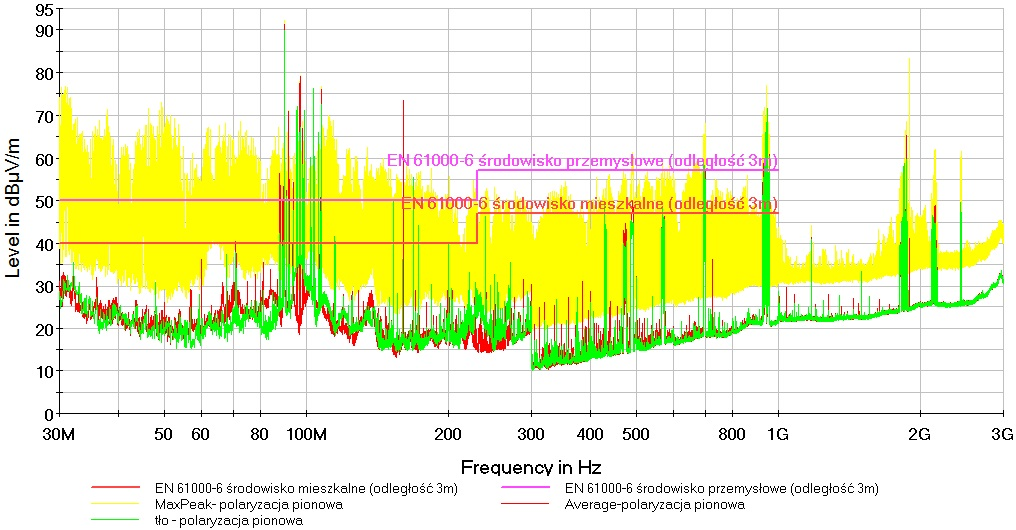 95
90
80
70
60
50
40
30
20
10
0
Level in dBµV/m
EN 61000-6 środowisko przemysłowe (odległość 3m)
EN 61000-6 środowisko mieszkalne (odległość 3m)
30M 50 60 80 100M 200 300 400 500 800 1G 2G 3G
Frequency in Hz
EN 61000-6 środowisko mieszkalne (odległość 3m) EN 61000-6 środowisko przemysłowe (odległość 3m)
MaxPeak- polaryzacja pionowa Average-polaryzacja pionowa
tło - polaryzacja pionowa